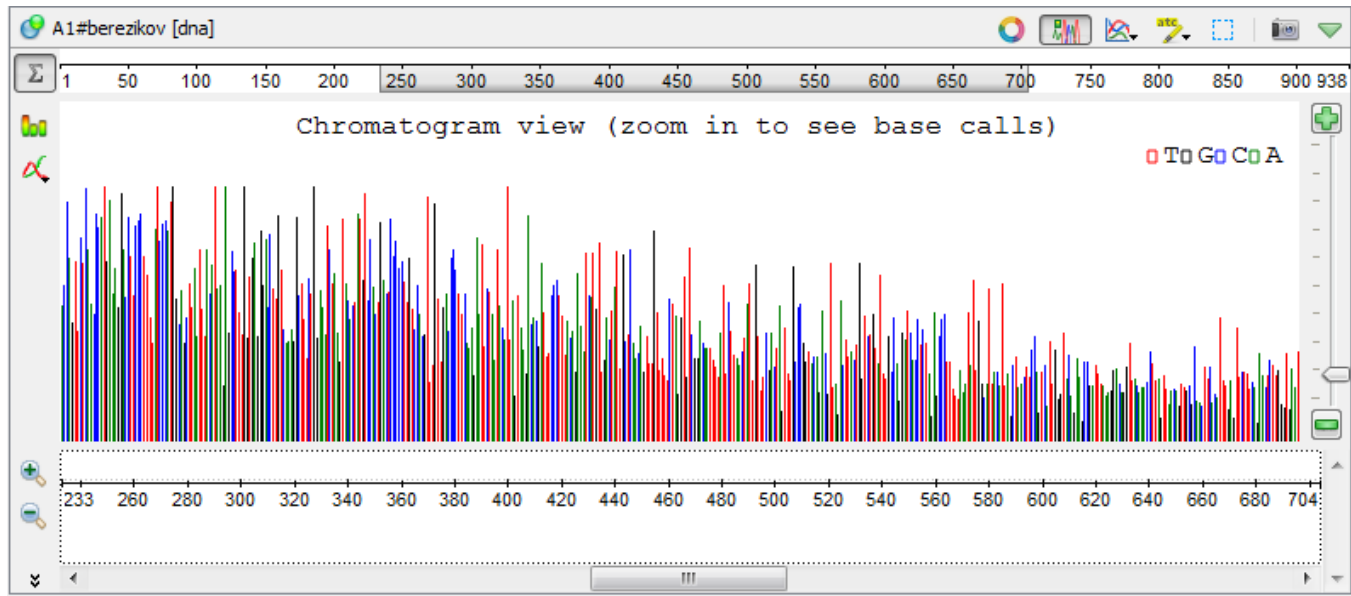 A1#berezikov [dna]
atc
Σ
1 50 100 150 200 250 300 350 400 450 500 550 600 650 700 750 800 850 900 938
Chromatogram view (zoom in to see base calls)
T G C A
233 260 280 300 320 340 360 380 400 420 440 460 480 500 520 540 560 580 600 620 640 660 680 704